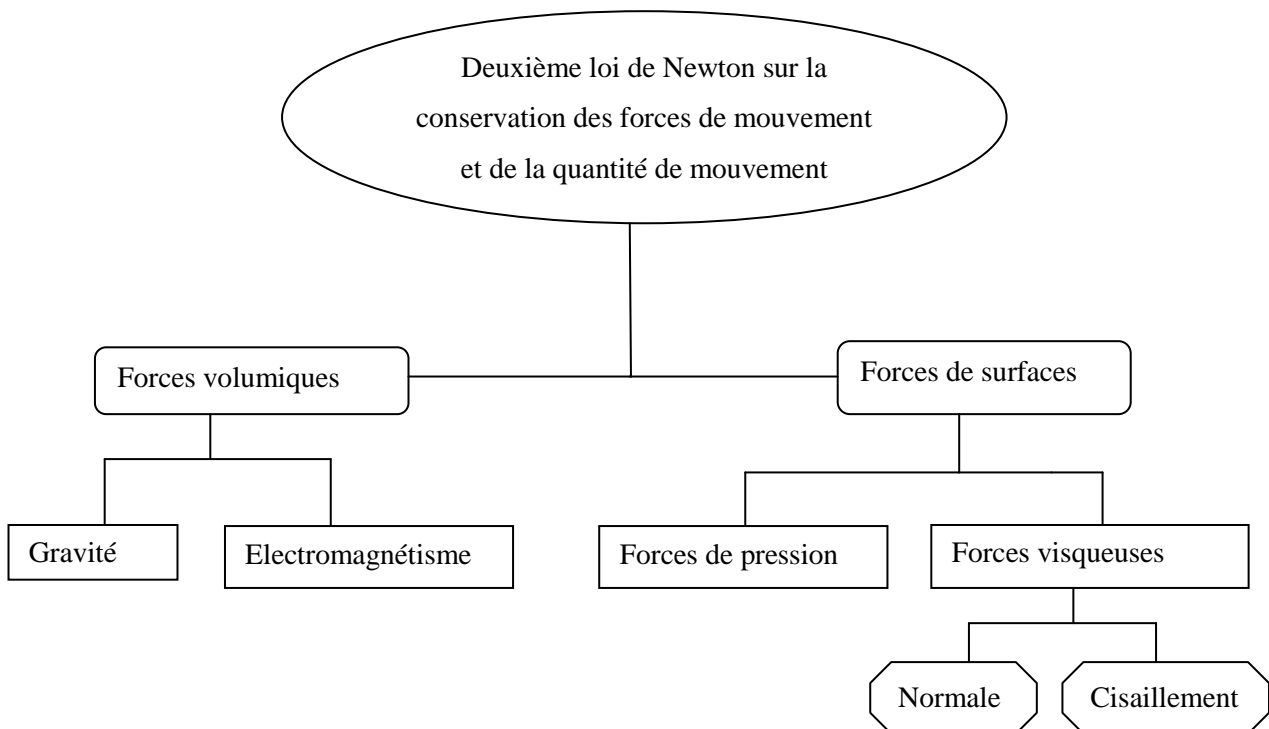 Deuxième loi de Newton sur la
conservation des forces de mouvement
et de la quantité de mouvement
Forces volumiques
Forces de surfaces
Gravité
Electromagnétisme
Forces de pression
Forces visqueuses
Normale
Cisaillement